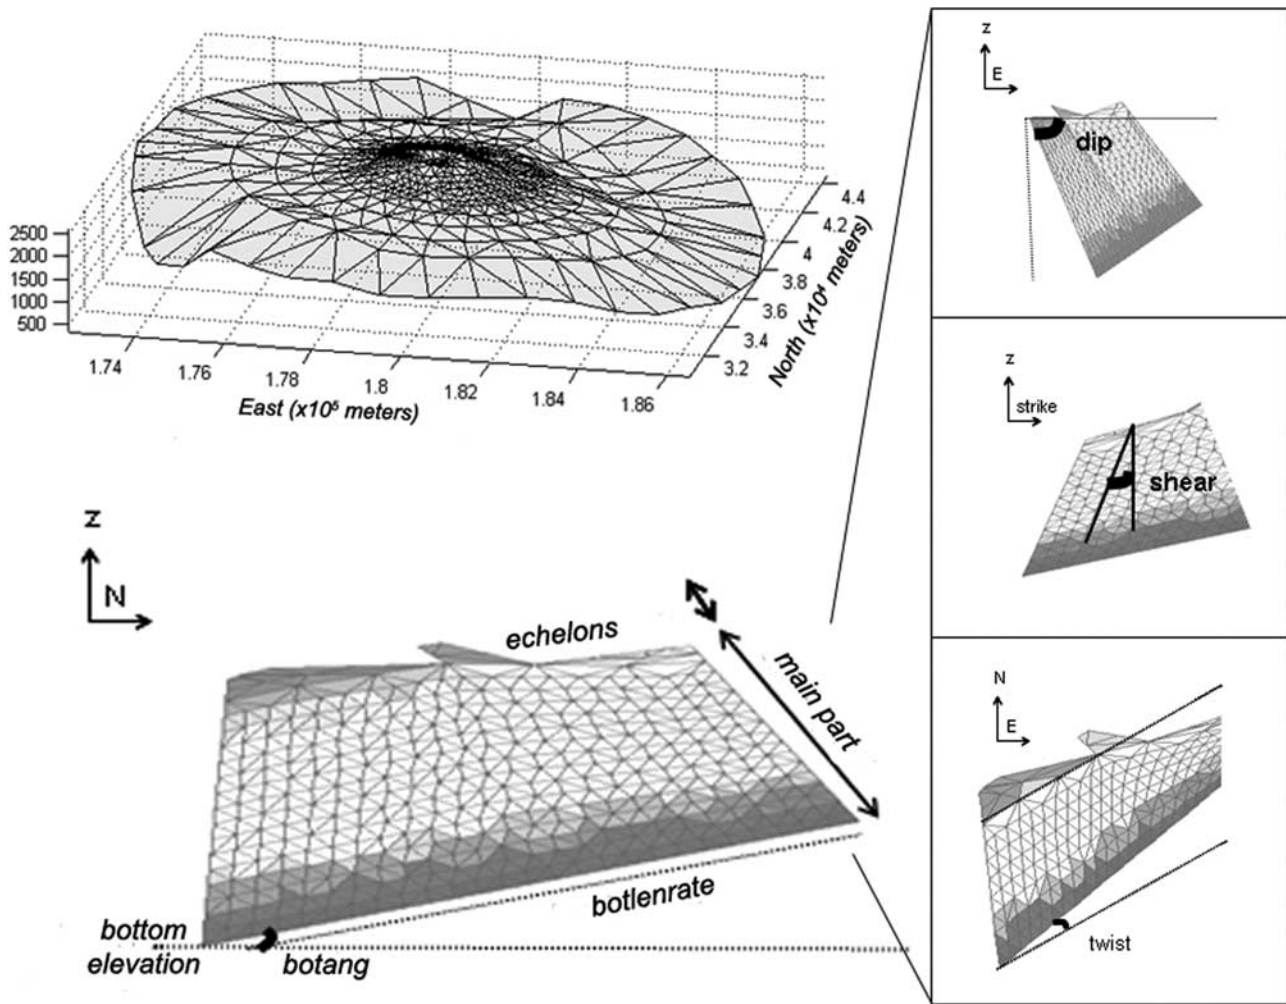 2500
2000
1500
1000
500
1.74
1.76
1.78
1.8
1.82
1.84
1.86
East (x10⁵ meters)
3.2
3.4
3.6
3.8
4
4.2
4.4
North (x10⁴ meters)
z
N
echelons
main part
botlenrate
bottom
elevation
botang
z
E
dip
z
strike
shear
N
E
twist